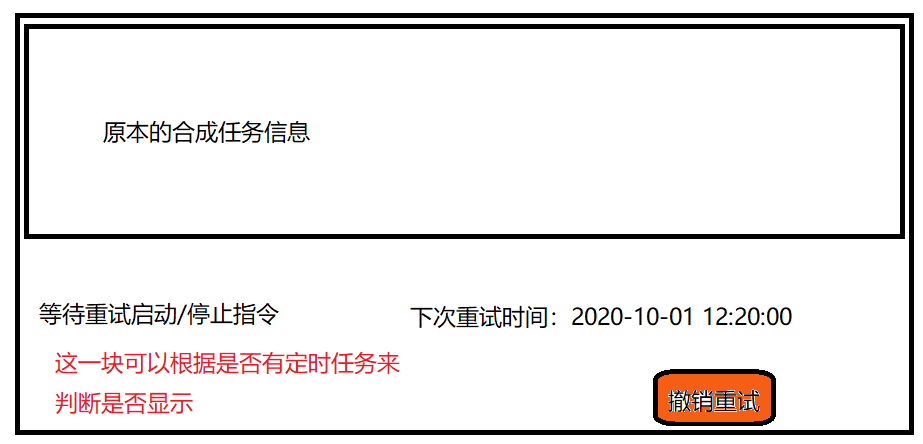 原本的合成任务信息
等待重试启动/停止指令
下次重试时间：2020-10-01 12:20:00
这一块可以根据是否有定时任务来
判断是否显示
撤销重试